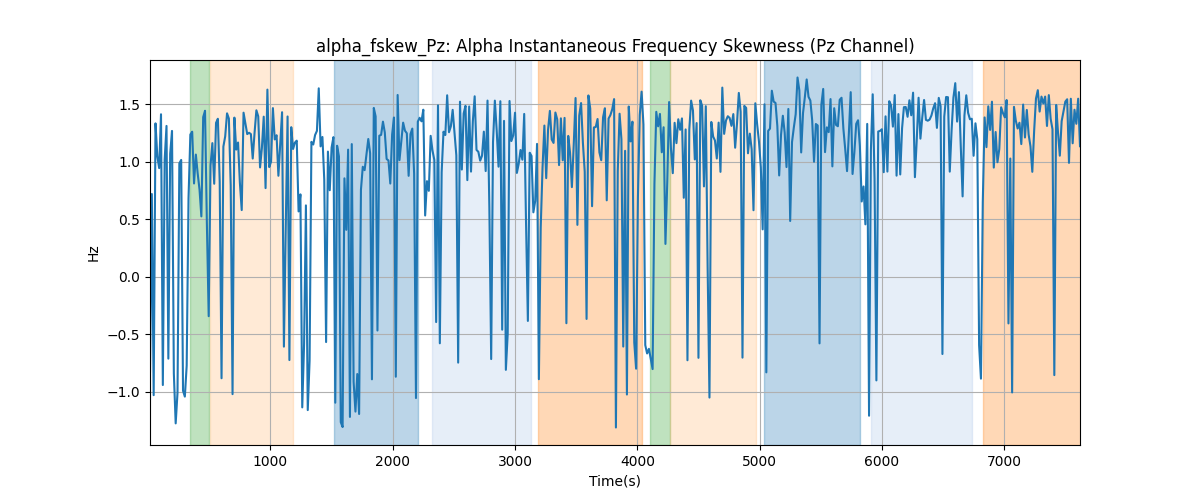 alpha_fskew_Pz: Alpha Instantaneous Frequency Skewness (Pz Channel)
Hz
1.5
1.0
0.5
0.0
−0.5
−1.0
1000 2000 3000 4000 5000 6000 7000
Time(s)